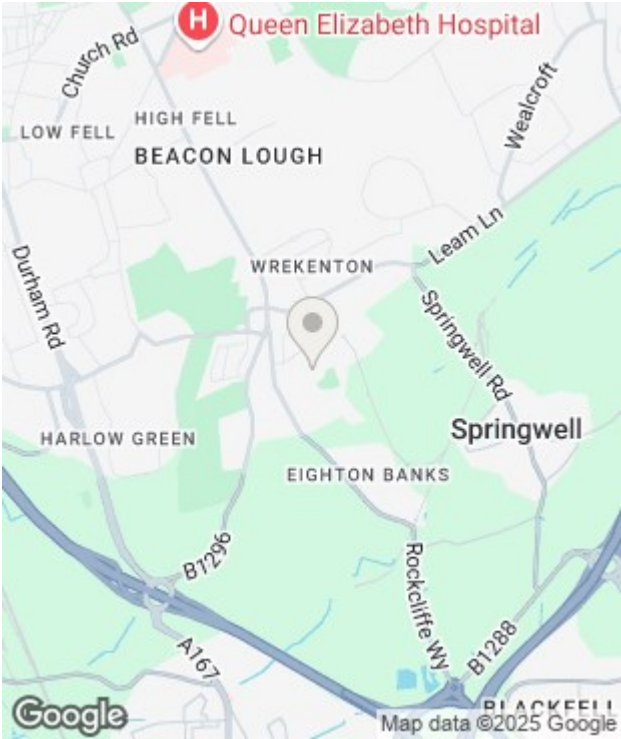 H
Queen Elizabeth Hospital
Church Rd
HIGH FELL
LOW FELL
Wealcroft
BEACON LOUGH
Leam Ln
WREKENTON
Durham Rd
Springwell Rd
Springwell
HARLOW GREEN
EIGHTON BANKS
B1296
Rockcliffe Wy
B1288
A167
BLACKFELL
Google
Map data ©2025 Google